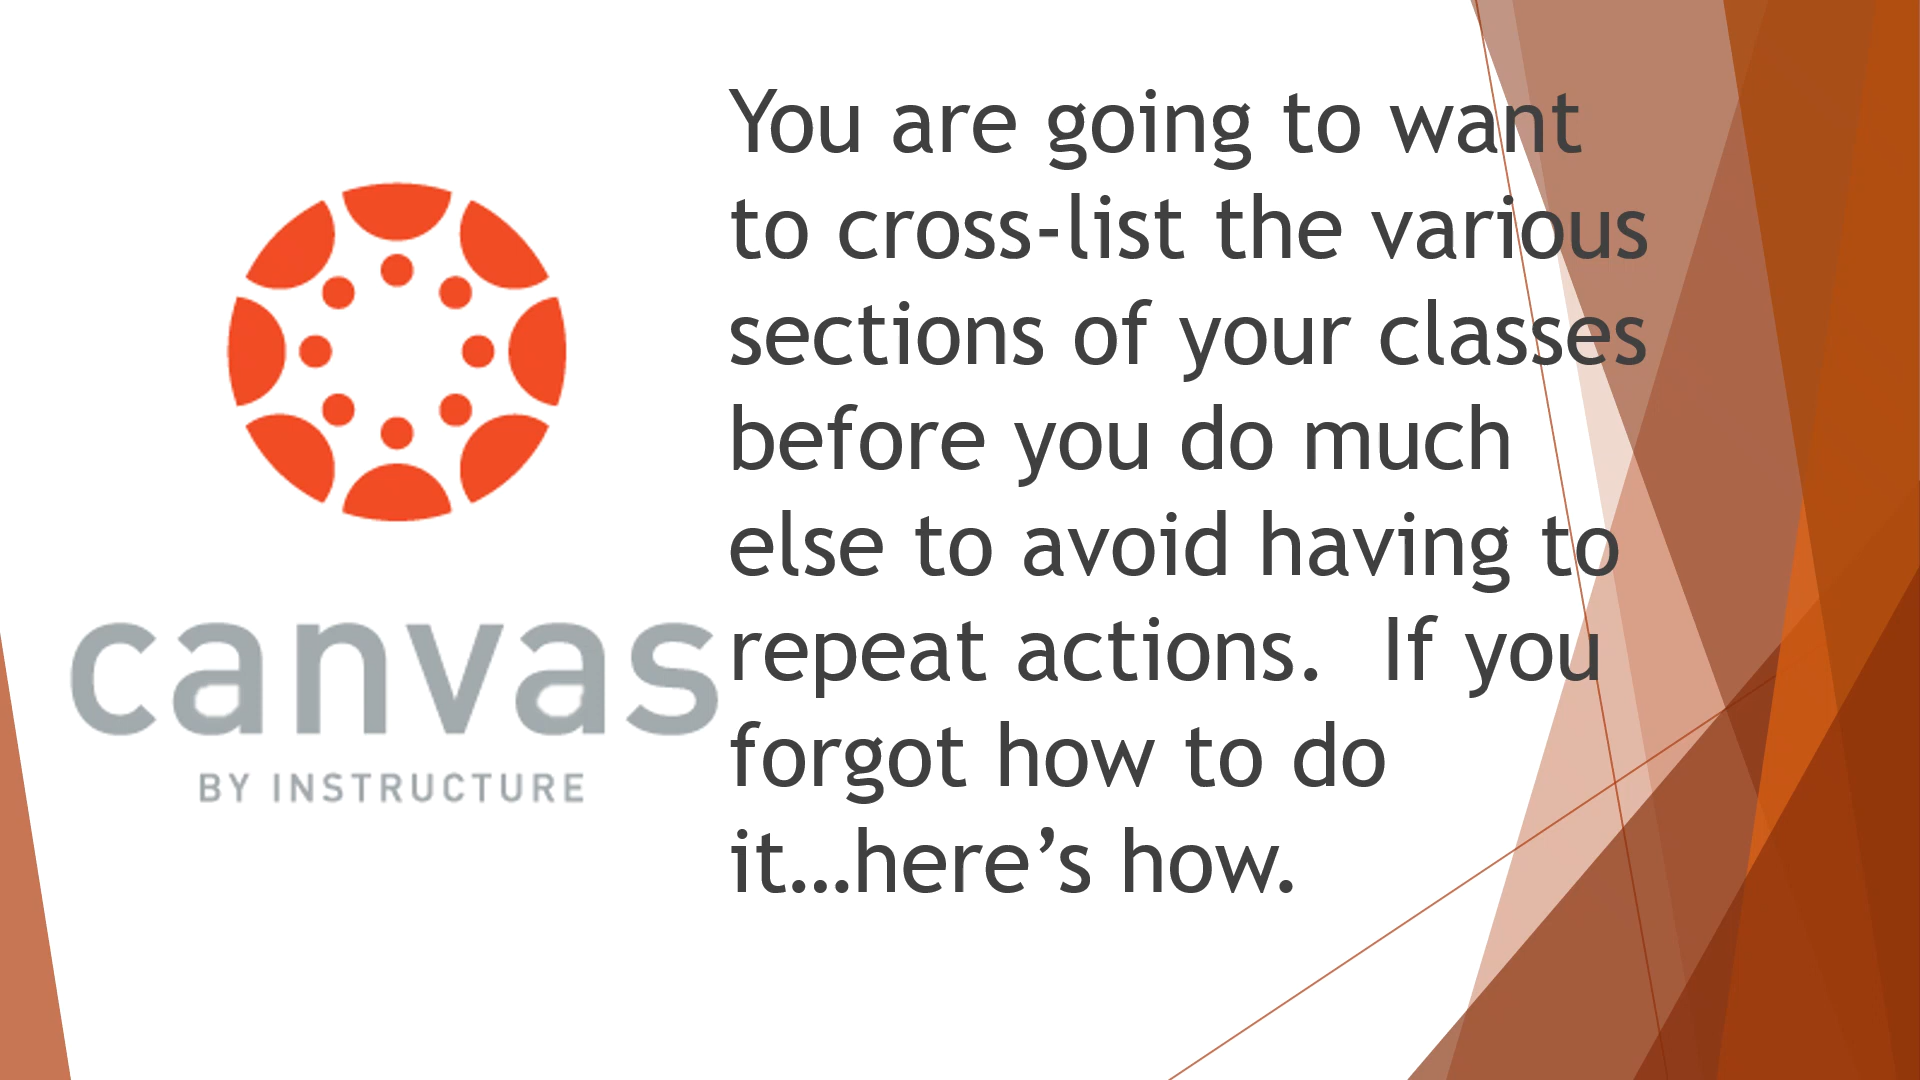 canvas
BY INSTRUCTURE
You are going to want
to cross-list the various
sections of your classes
before you do much
else to avoid having to
repeat actions.  If you
forgot how to do
it…here’s how.